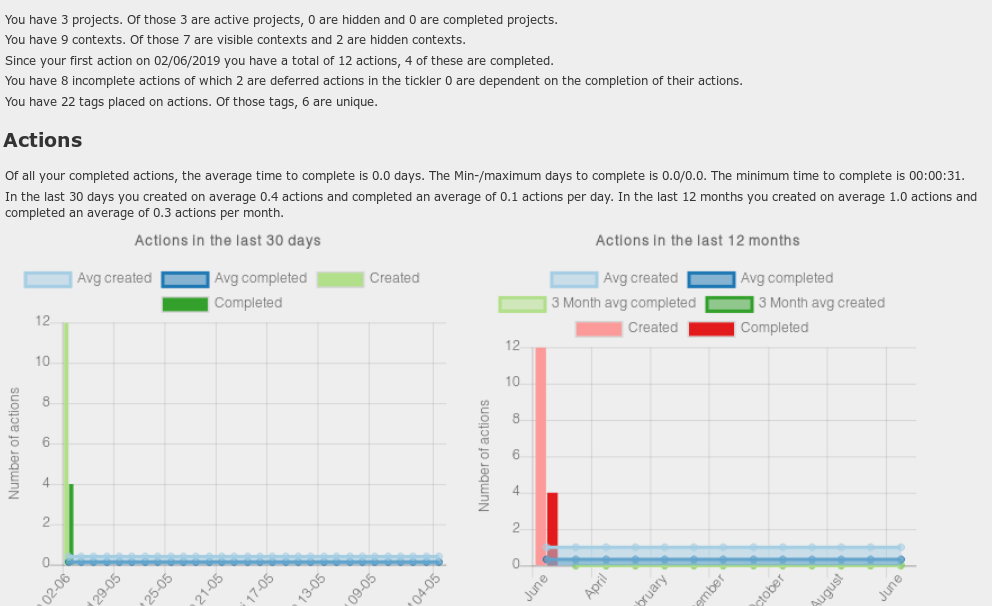 You have 3 projects. Of those 3 are active projects, 0 are hidden and 0 are completed projects.
You have 9 contexts. Of those 7 are visible contexts and 2 are hidden contexts.
Since your first action on 02/06/2019 you have a total of 12 actions, 4 of these are completed.
You have 8 incomplete actions of which 2 are deferred actions in the tickler 0 are dependent on the completion of their actions.
You have 22 tags placed on actions. Of those tags, 6 are unique.
Actions
Of all your completed actions, the average time to complete is 0.0 days. The Min-/maximum days to complete is 0.0/0.0. The minimum time to complete is 00:00:31.
In the last 30 days you created on average 0.4 actions and completed an average of 0.1 actions per day. In the last 12 months you created on average 1.0 actions and
completed an average of 0.3 actions per month.
Actions in the last 30 days
Avg created Avg completed Created
Completed
12
10
8
6
4
2
0
Number of actions
02-06 29-05 25-05 21-05 17-05 13-05 09-05 04-05
Actions in the last 12 months
Avg created Avg completed
3 Month avg completed 3 Month avg created
Created Completed
12
10
8
6
4
2
0
Number of actions
June April August June